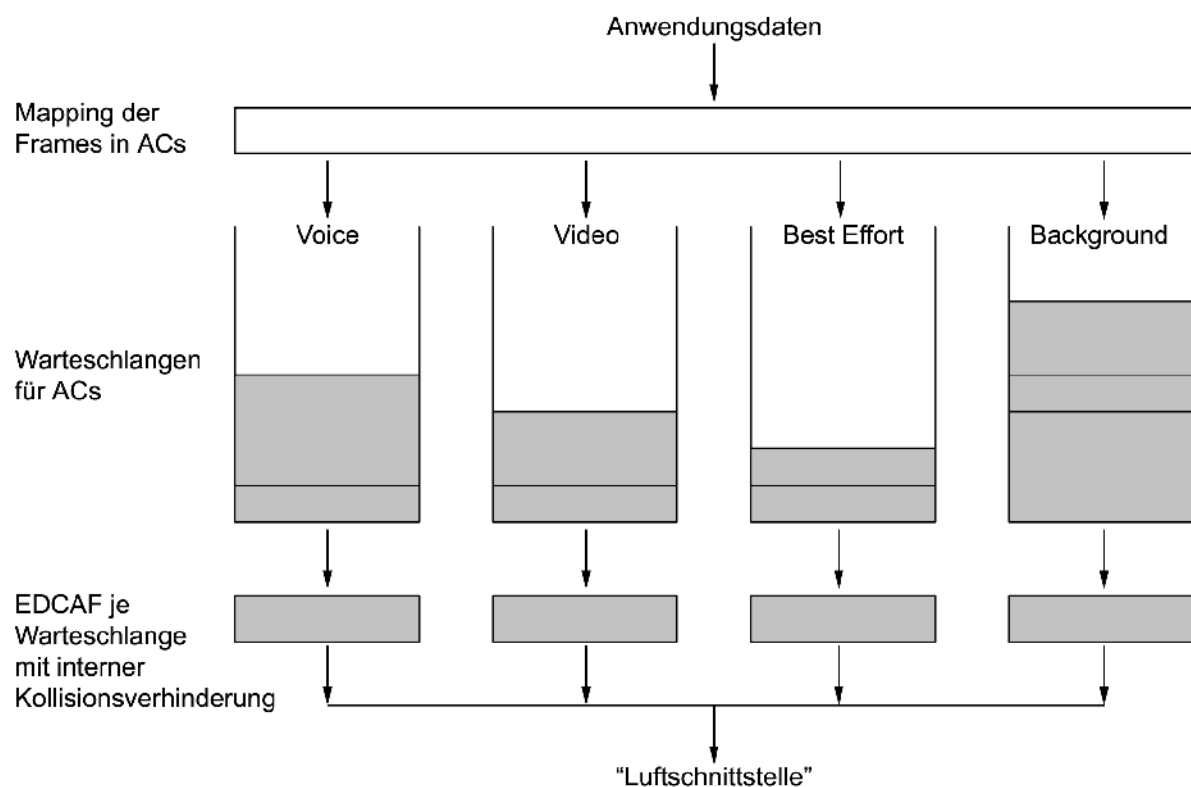 Anwendungsdaten
Mapping der
Frames in ACs
Voice
Video
Best Effort
Background
Warteschlangen
für ACs
EDCAF je
Warteschlange
mit interner
Kollisionsverhinderung
“Luftschnittstelle”